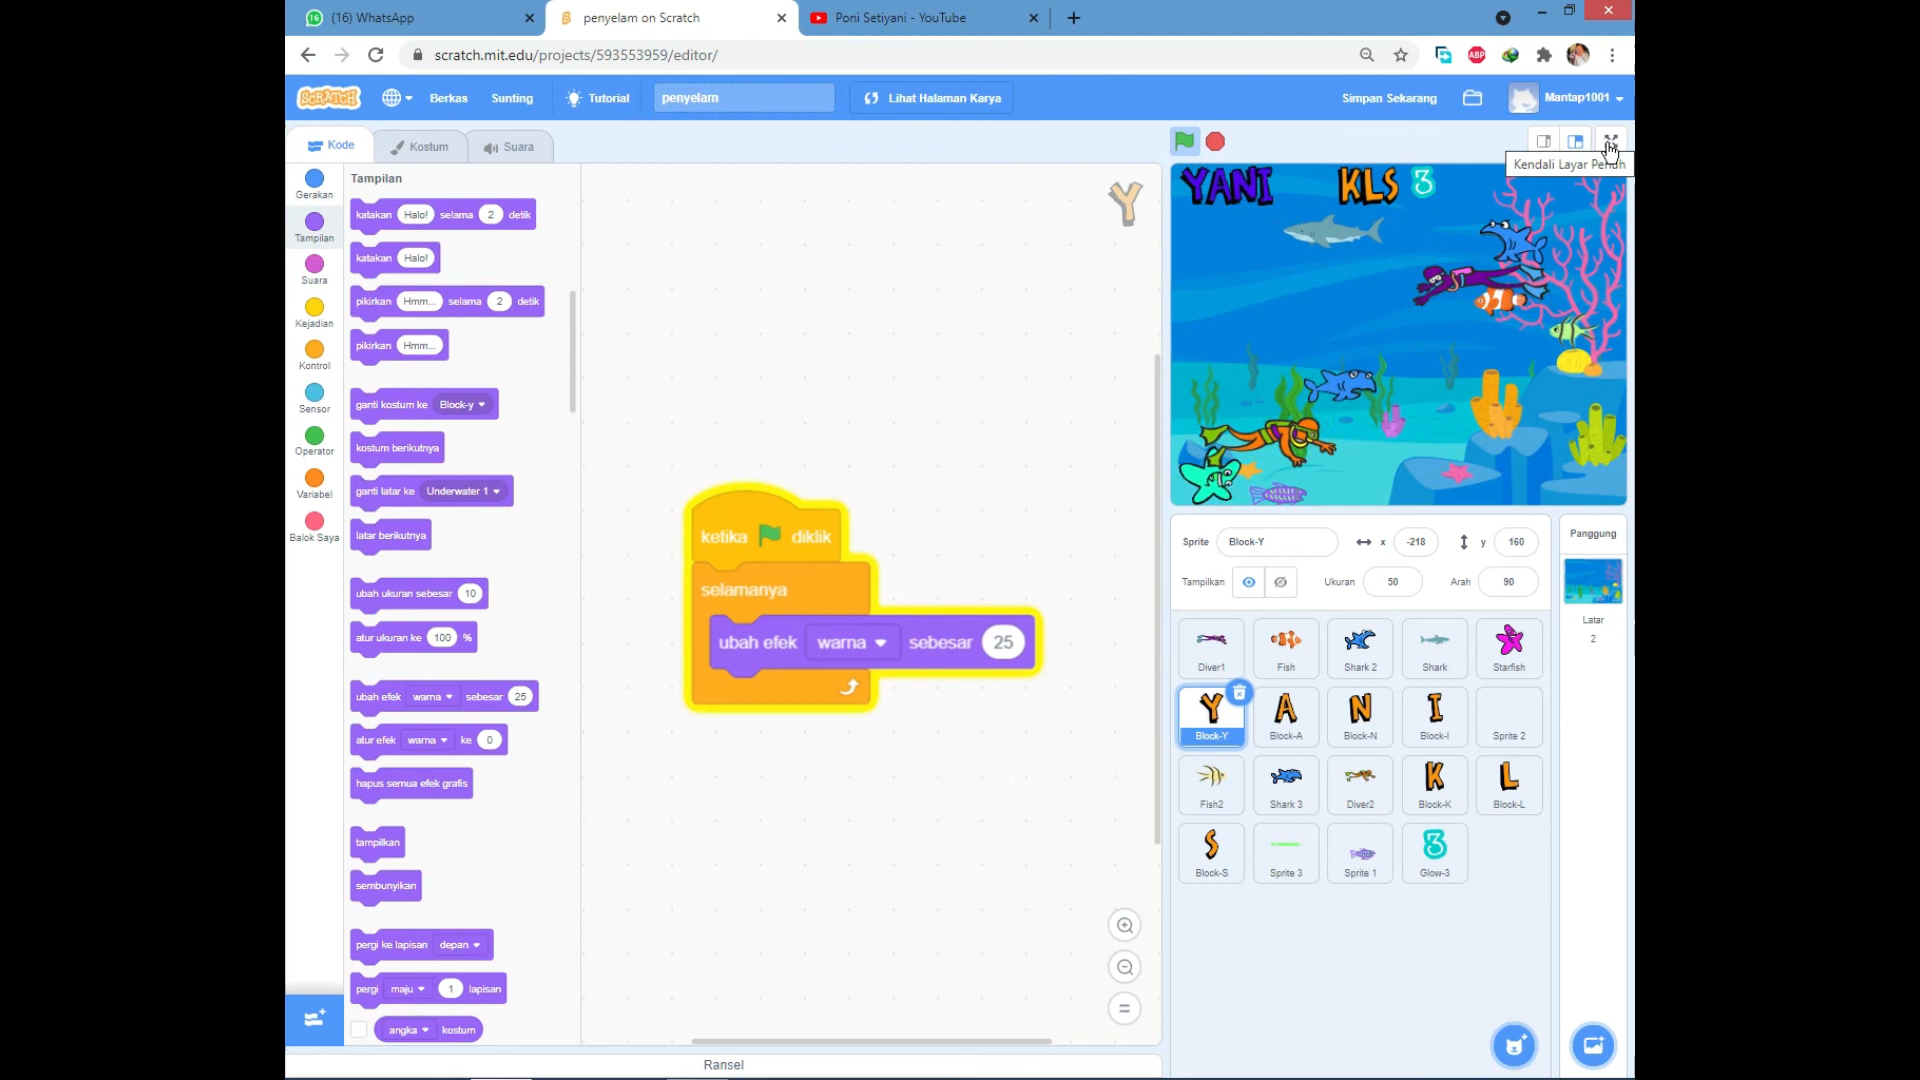 (16) WhatsApp
penyelam on Scratch
Poni Setiyani - YouTube
scratch.mit.edu/projects/593553959/editor/
ABP
SCRATCH
Berkas
Sunting
Tutorial
penyelam
Lihat Halaman Karya
Simpan Sekarang
Mantap1001
Kode
Kostum
Suara
Kendali Layar Penuh
Gerakan
Tampilan
Suara
Kejadian
Kontrol
Sensor
Operator
Variabel
Balok Saya
Tampilan
katakan Halo! selama 2 detik
katakan Halo!
pikirkan Hmm... selama 2 detik
pikirkan Hmm...
ganti kostum ke Block-y
kostum berikutnya
ganti latar ke Underwater 1
latar berikutnya
ubah ukuran sebesar 10
atur ukuran ke 100 %
ubah efek warna sebesar 25
atur efek warna ke 0
hapus semua efek grafis
tampilkan
sembunyikan
pergi ke lapisan depan
pergi maju 1 lapisan
angka kostum
Y
ketika diklik
selamanya
ubah efek warna sebesar 25
Ransel
YANI KLS 3
Sprite Block-Y x -218 y 160
Tampilkan Ukuran 50 Arah 90
Panggung
Latar
2
Diver1
Fish
Shark 2
Shark
Starfish
Y A N I
Block-Y
Block-A
Block-N
Block-I
Sprite 2
K L
Fish2
Shark 3
Diver2
Block-K
Block-L
S 3
Block-S
Sprite 3
Sprite 1
Glow-3